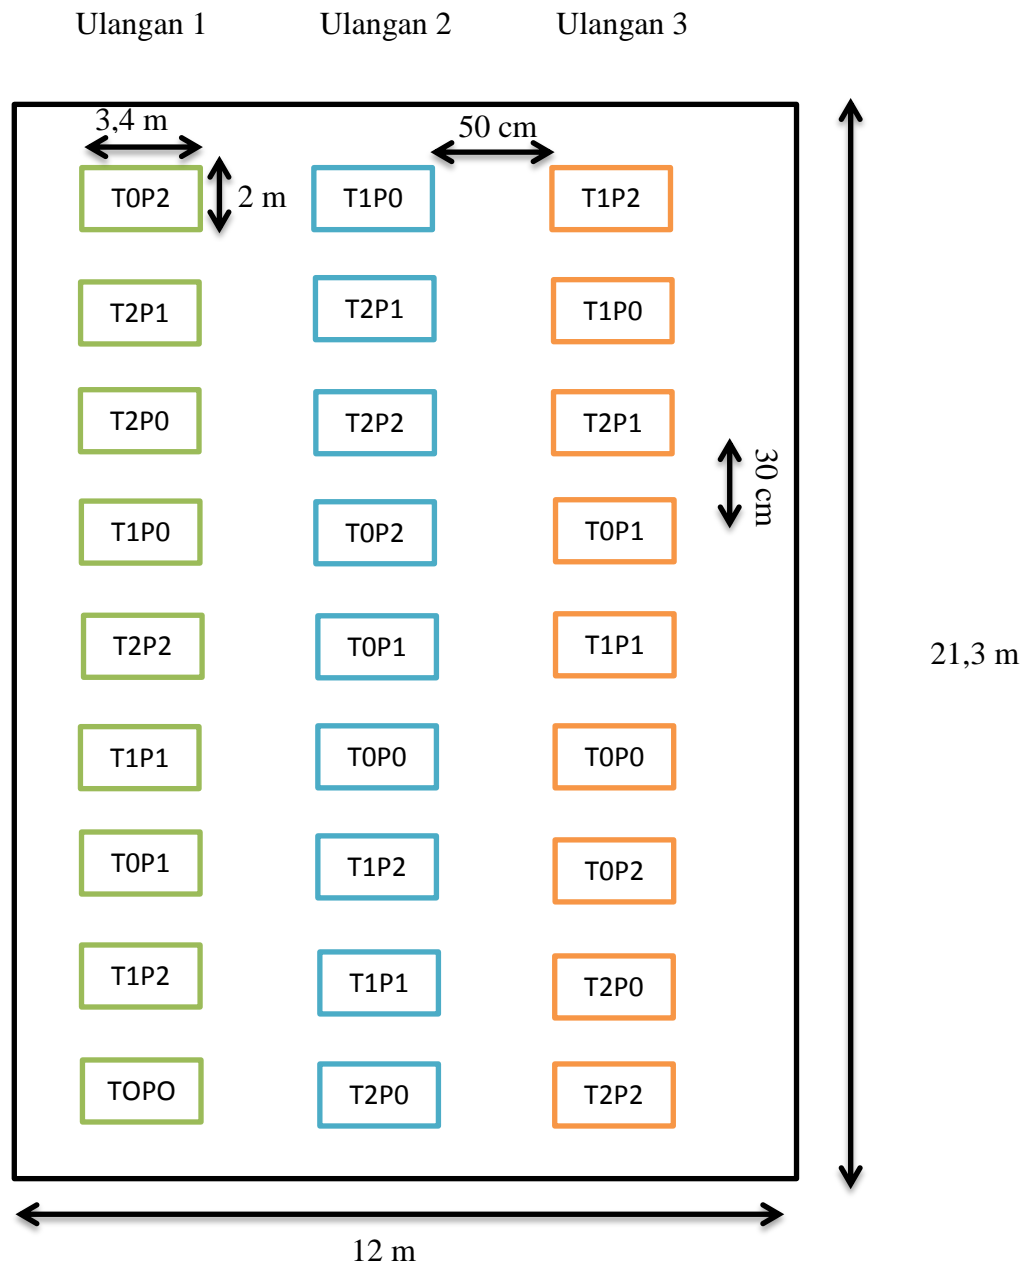 Ulangan 1 Ulangan 2 Ulangan 3
3,4 m 50 cm
T0P2 2 m T1P0 T1P2
T2P1 T2P1 T1P0
T2P0 T2P2 T2P1
30 cm
T1P0 T0P2 T0P1
T2P2 T0P1 T1P1
21,3 m
T1P1 T0P0 T0P0
T0P1 T1P2 T0P2
T1P2 T1P1 T2P0
TOPO T2P0 T2P2
12 m